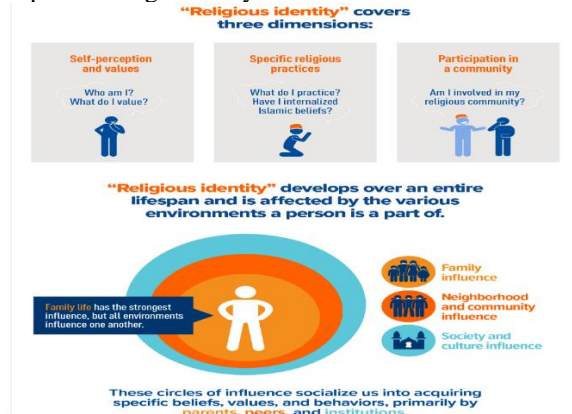 “Religious identity” covers
three dimensions:
Self-perception
and values
Who am I?
What do I value?
Specific religious
practices
What do I practice?
Have I internalized
Islamic beliefs?
Participation in
a community
Am I involved in my
religious community?
“Religious identity” develops over an entire
lifespan and is affected by the various
environments a person is a part of.
Family life has the strongest
influence, but all environments
influence one another.
Family
influence
Neighborhood
and community
influence
Society and
culture influence
These circles of influence socialize us into acquiring
specific beliefs, values, and behaviors, primarily by
parents, peers, and institutions.